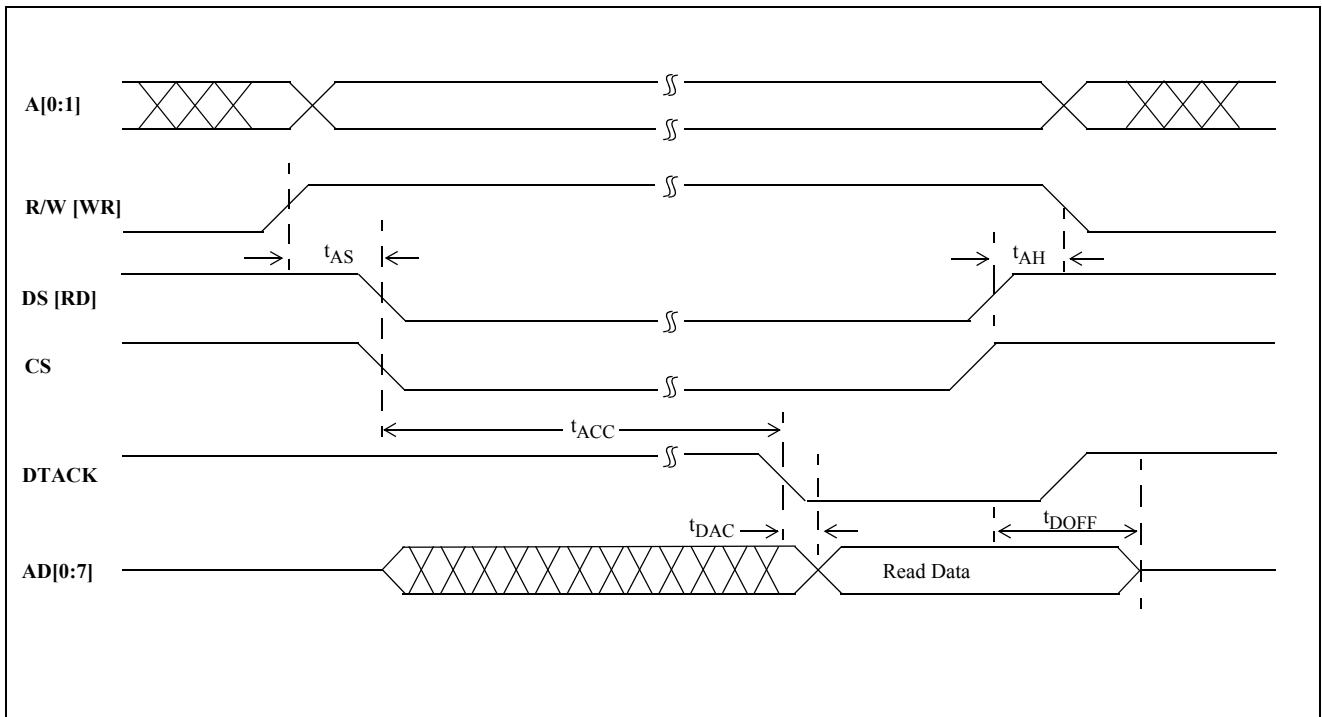 A[0:1]
R/W [WR]
tAS
tAH
DS [RD]
CS
tACC
DTACK
tDAC
tDOFF
AD[0:7]
Read Data